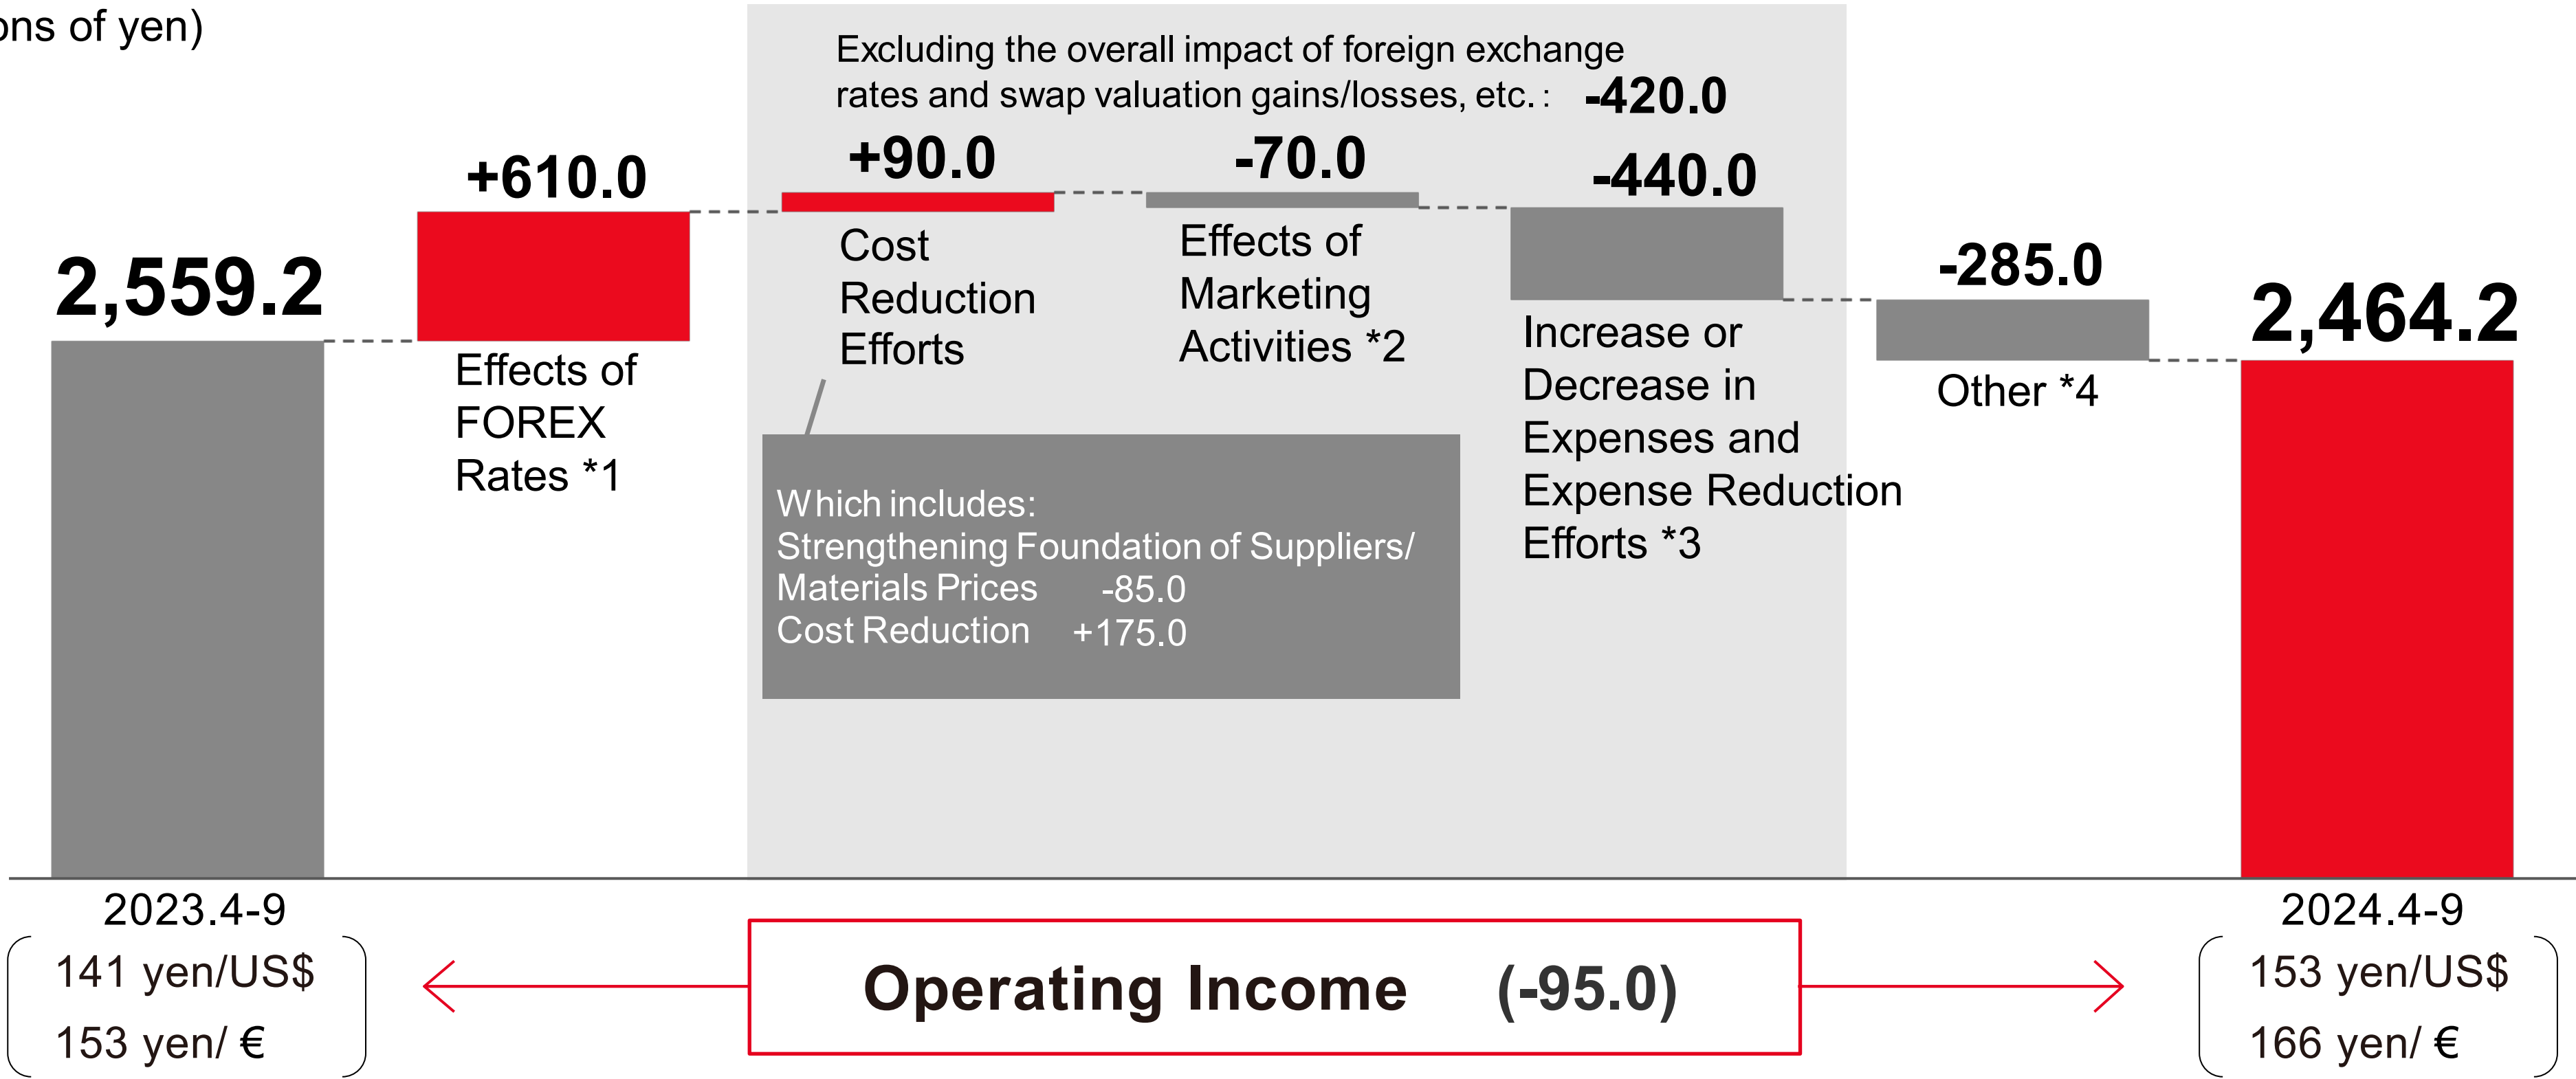 ons of yen)
Excluding the overall impact of foreign exchange
rates and swap valuation gains/losses, etc. : -420.0
2,559.2
+610.0
Effects of
FOREX
Rates *1
+90.0
Cost
Reduction
Efforts
Which includes:
Strengthening Foundation of Suppliers/
Materials Prices -85.0
Cost Reduction +175.0
-70.0
Effects of
Marketing
Activities *2
-440.0
Increase or
Decrease in
Expenses and
Expense Reduction
Efforts *3
-285.0
Other *4
2,464.2
2023.4-9
141 yen/US$
153 yen/ €
Operating Income (-95.0)
2024.4-9
153 yen/US$
166 yen/ €